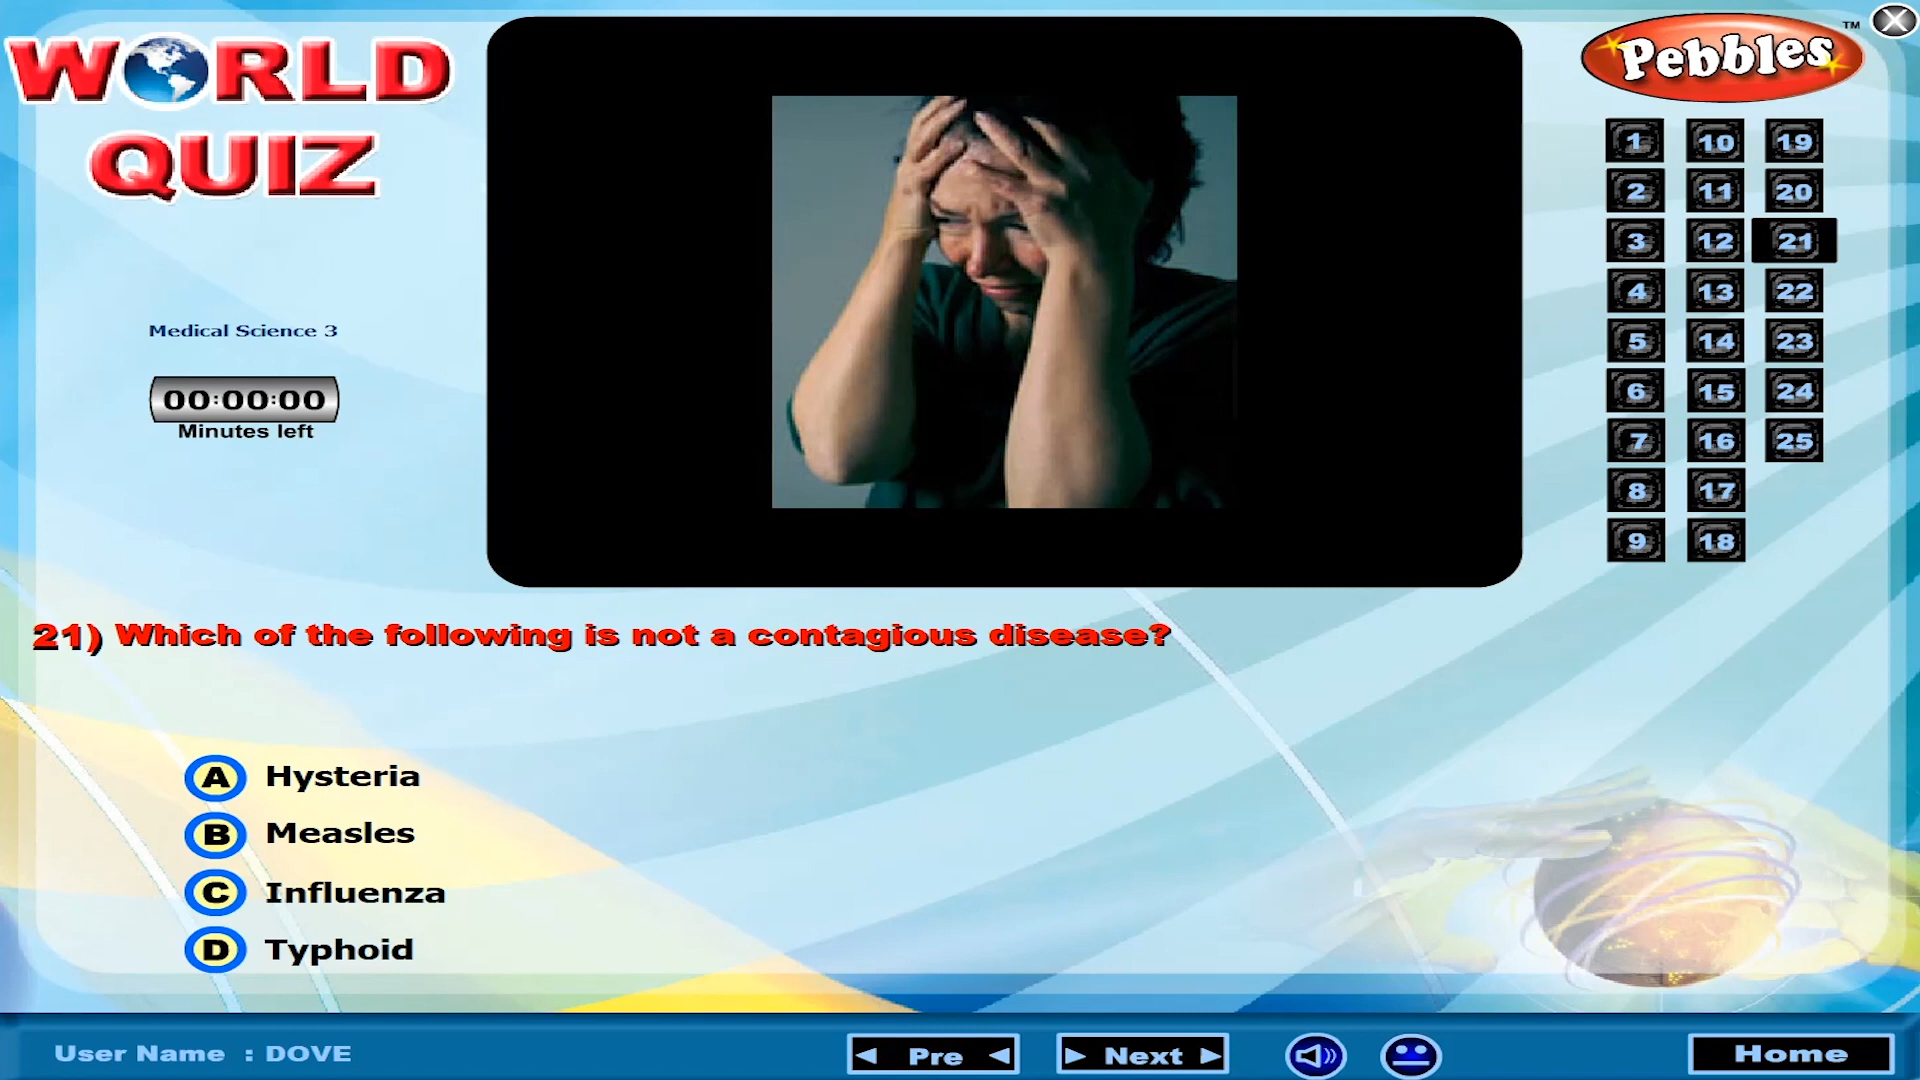 WORLD
QUIZ
Pebbles™
Medical Science 3
00:00:00
Minutes left
1 10 19
2 11 20
3 12 21
4 13 22
5 14 23
6 15 24
7 16 25
8 17
9 18
21) Which of the following is not a contagious disease?
A Hysteria
B Measles
C Influenza
D Typhoid
User Name : DOVE
Pre
Next
Home